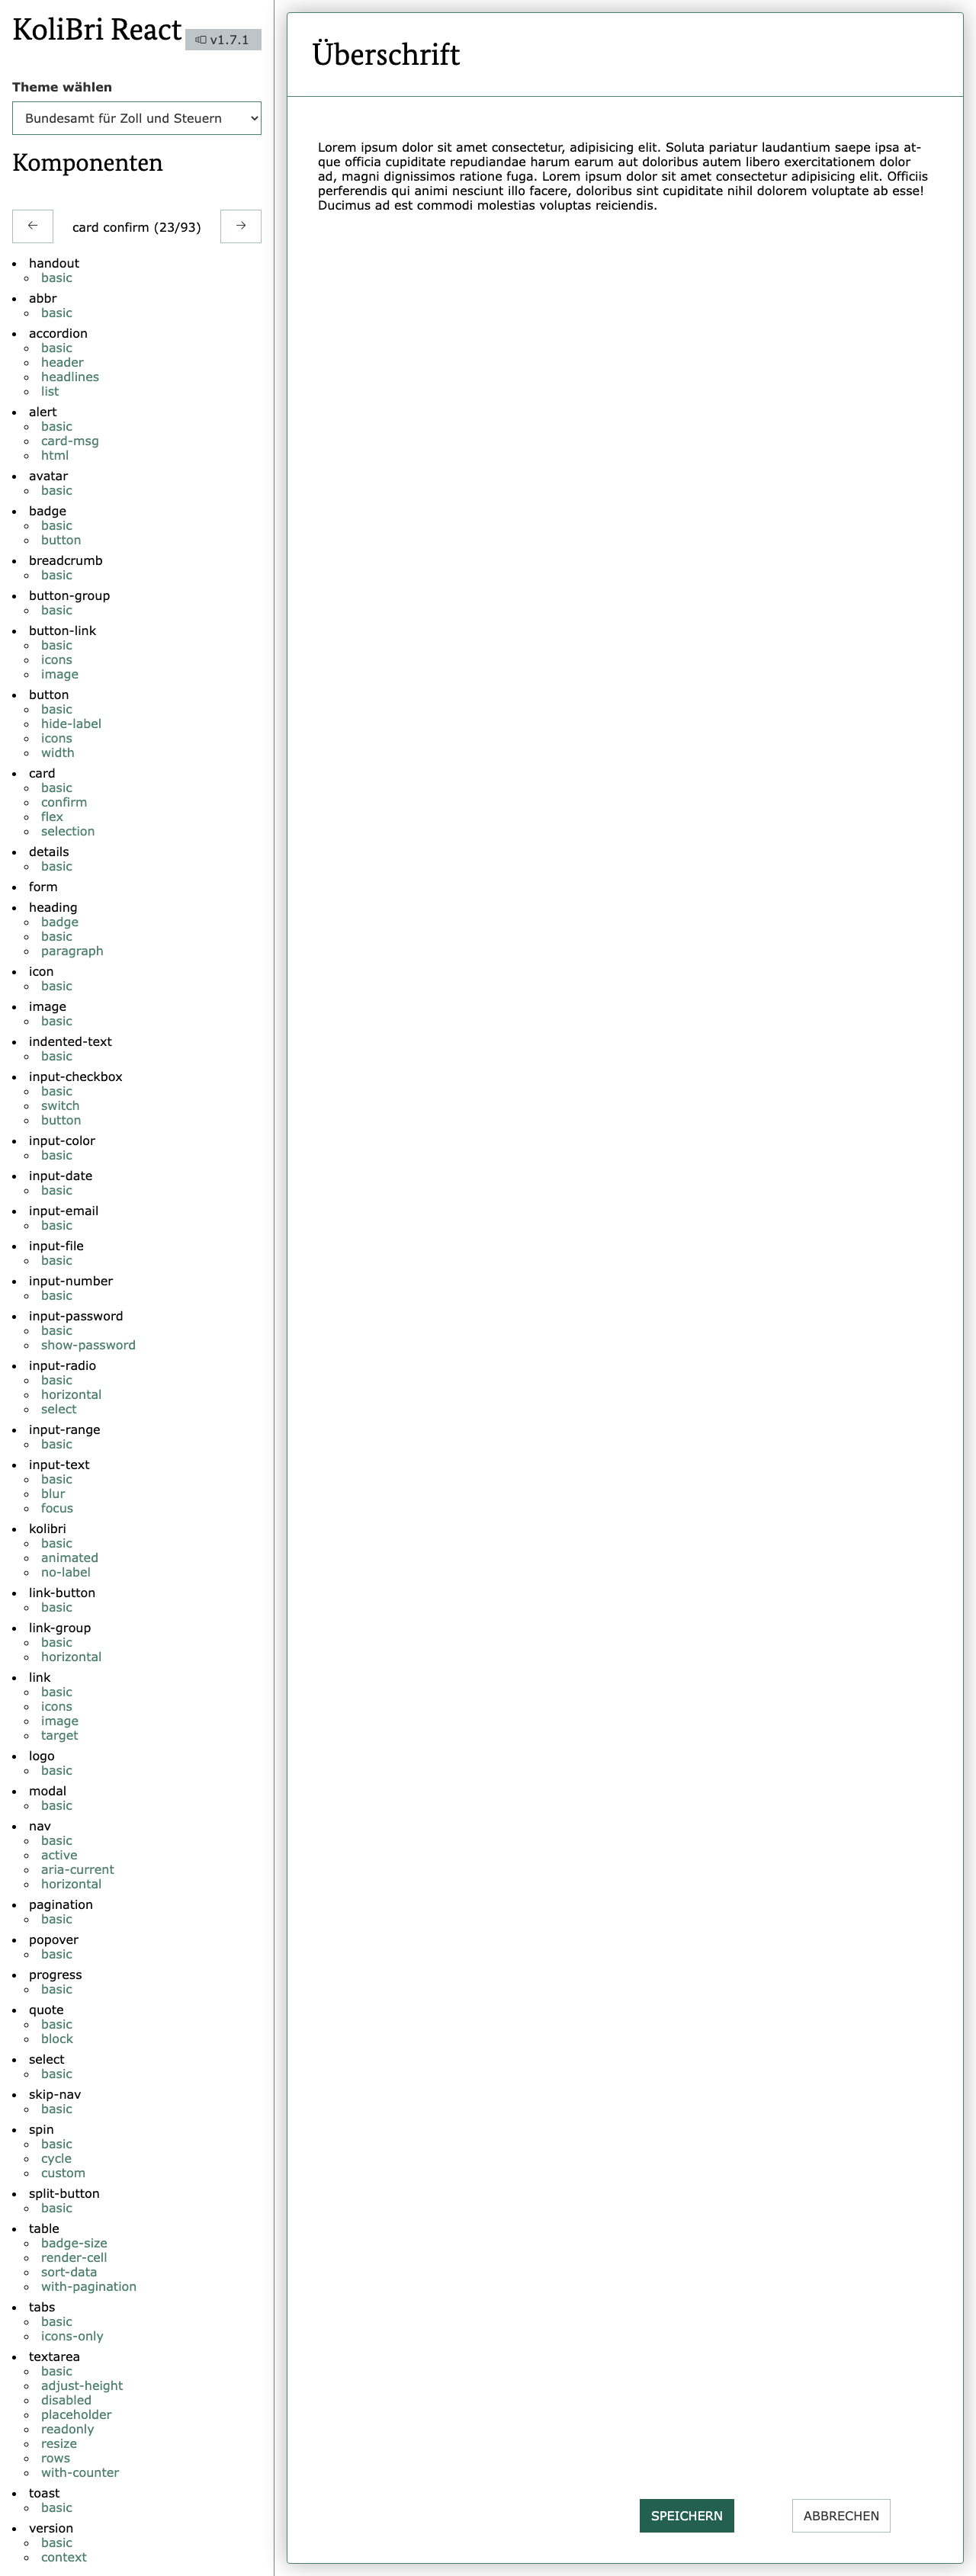 KoliBri React v1.7.1
Theme wählen
Bundesamt für Zoll und Steuern
Komponenten
← card confirm (23/93) →
handout
basic
abbr
basic
accordion
basic
header
headlines
list
alert
basic
card-msg
html
avatar
basic
badge
basic
button
breadcrumb
basic
button-group
basic
button-link
basic
icons
image
button
basic
hide-label
icons
width
card
basic
confirm
flex
selection
details
basic
form
heading
badge
basic
paragraph
icon
basic
image
basic
indented-text
basic
input-checkbox
basic
switch
button
input-color
basic
input-date
basic
input-email
basic
input-file
basic
input-number
basic
input-password
basic
show-password
input-radio
basic
horizontal
select
input-range
basic
input-text
basic
blur
focus
kolibri
basic
animated
no-label
link-button
basic
link-group
basic
horizontal
link
basic
icons
image
target
logo
basic
modal
basic
nav
basic
active
aria-current
horizontal
pagination
basic
popover
basic
progress
basic
quote
basic
block
select
basic
skip-nav
basic
spin
basic
cycle
custom
split-button
basic
table
badge-size
render-cell
sort-data
with-pagination
tabs
basic
icons-only
textarea
basic
adjust-height
disabled
placeholder
readonly
resize
rows
with-counter
toast
basic
version
basic
context
Überschrift
Lorem ipsum dolor sit amet consectetur, adipisicing elit. Soluta pariatur laudantium saepe ipsa at-
que officia cupiditate repudiandae harum earum aut doloribus autem libero exercitationem dolor
ad, magni dignissimos ratione fuga. Lorem ipsum dolor sit amet consectetur adipisicing elit. Officiis
perferendis qui animi nesciunt illo facere, doloribus sint cupiditate nihil dolorem voluptate ab esse!
Ducimus ad est commodi molestias voluptas reiciendis.
SPEICHERN ABBRECHEN